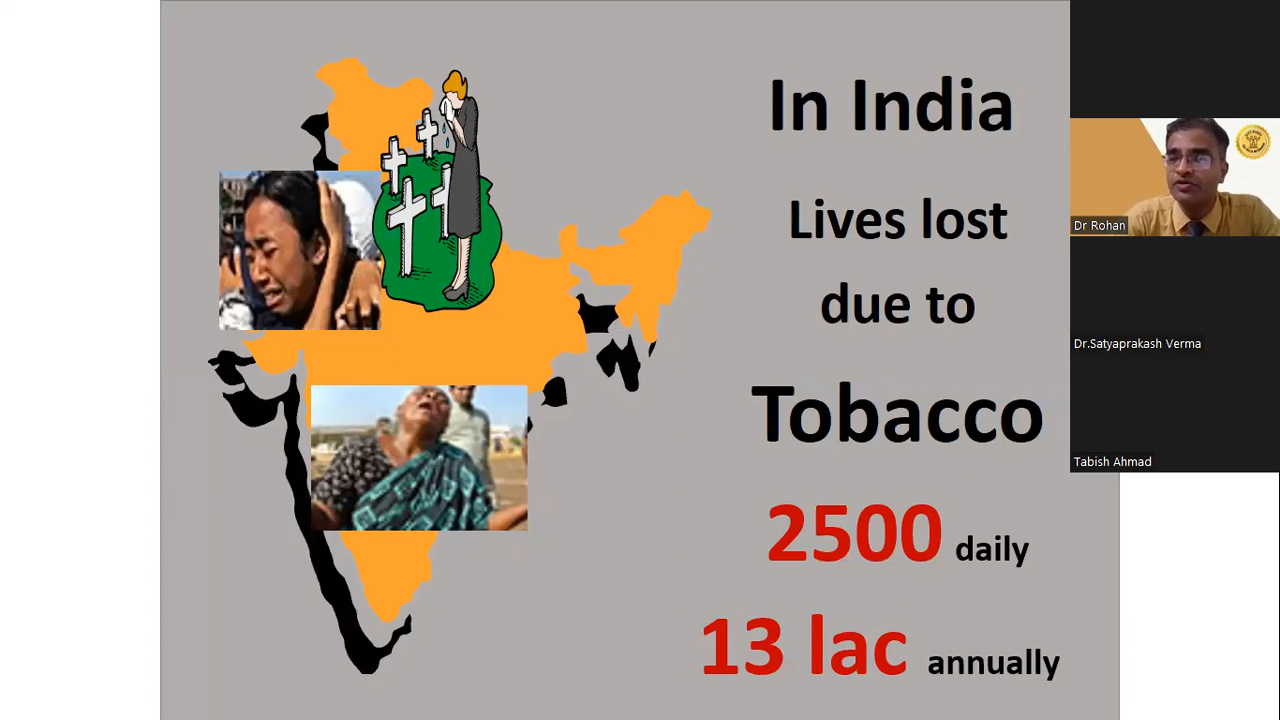 In India
Lives lost
due to
Tobacco
2500 daily
13 lac annually
Dr Rohan
Dr.Satyaprakash Verma
Tabish Ahmad